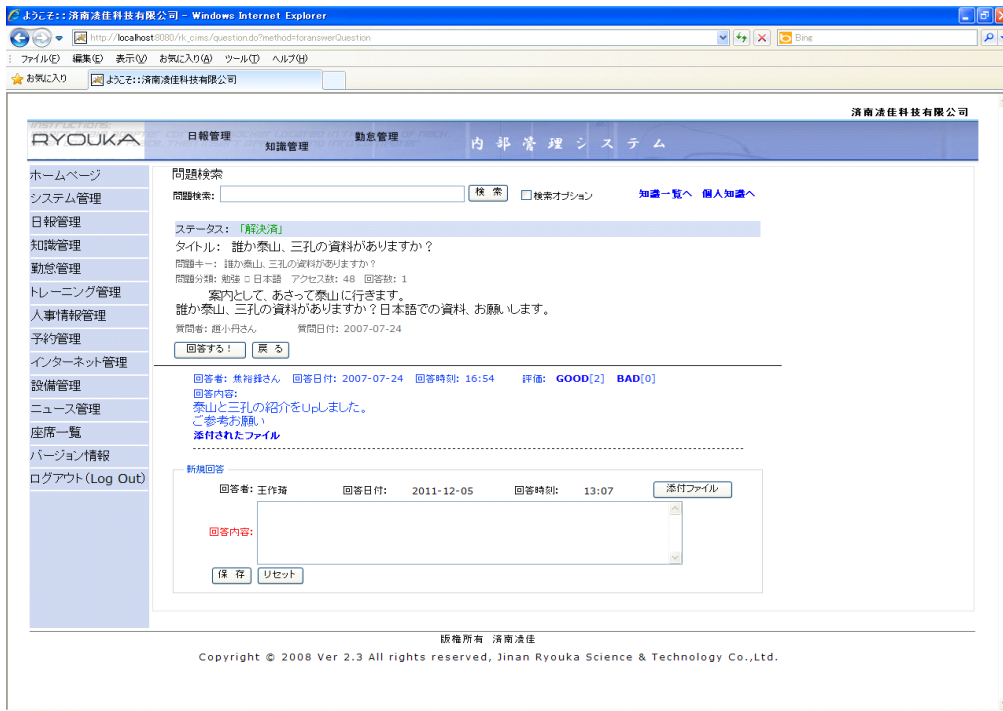 ようこそ::済南凌佳科技有限公司 - Windows Internet Explorer
http://localhost:8080/rk_cims/question.do?method=foranswerQuestion
Bing
ファイル(F) 編集(E) 表示(V) お気に入り(A) ツール(T) ヘルプ(H)
お気に入り ようこそ::済南凌佳科技有限公司
済南凌佳科技有限公司
RYOUKA 日報管理 知識管理 勤怠管理 内部管理システム
ホームページ
システム管理
日報管理
知識管理
勤怠管理
トレーニング管理
人事情報管理
予約管理
インターネット管理
設備管理
ニュース管理
座席一覧
バージョン情報
ログアウト(Log Out)
問題検索
問題検索: 検 索 検索オプション 知識一覧へ 個人知識へ
ステータス: 「解決済」
タイトル: 誰か泰山、三孔の資料がありますか？
問題キー: 誰か泰山、三孔の資料がありますか？
問題分類: 勉強 □ 日本語 アクセス数: 48 回答数: 1
案内として、あさって泰山に行きます。
誰か泰山、三孔の資料がありますか？日本語での資料、お願いします。
質問者: 趙小丹さん 質問日付: 2007-07-24
回答する！ 戻 る
回答者: 焦裕鋒さん 回答日付: 2007-07-24 回答時刻: 16:54 評価: GOOD[2] BAD[0]
回答内容:
泰山と三孔の紹介をUpしました。
ご参考お願い
添付されたファイル
新規回答
回答者: 王作 回答日付: 2011-12-05 回答時刻: 13:07 添付ファイル
回答内容:
保 存 リセット
版権所有 済南凌佳
Copyright © 2008 Ver 2.3 All rights reserved, Jinan Ryouka Science & Technology Co.,Ltd.